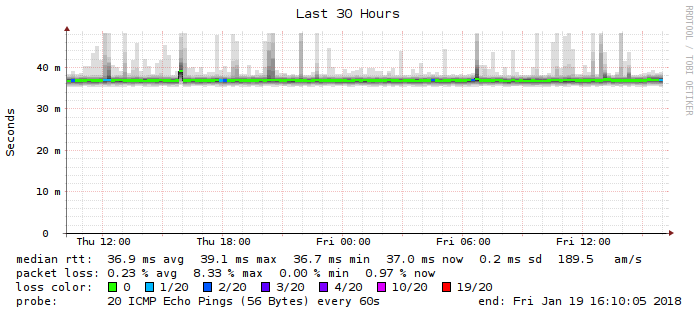 Last 30 Hours
RRDTOOL / TOBI OETIKER
Seconds
40 m
30 m
20 m
10 m
0
Thu 12:00 Thu 18:00 Fri 00:00 Fri 06:00 Fri 12:00
median rtt: 36.9 ms avg 39.1 ms max 36.7 ms min 37.0 ms now 0.2 ms sd 189.5 am/s
packet loss: 0.23 % avg 8.33 % max 0.00 % min 0.97 % now
loss color: 0 1/20 2/20 3/20 4/20 10/20 19/20
probe: 20 ICMP Echo Pings (56 Bytes) every 60s end: Fri Jan 19 16:10:05 2018